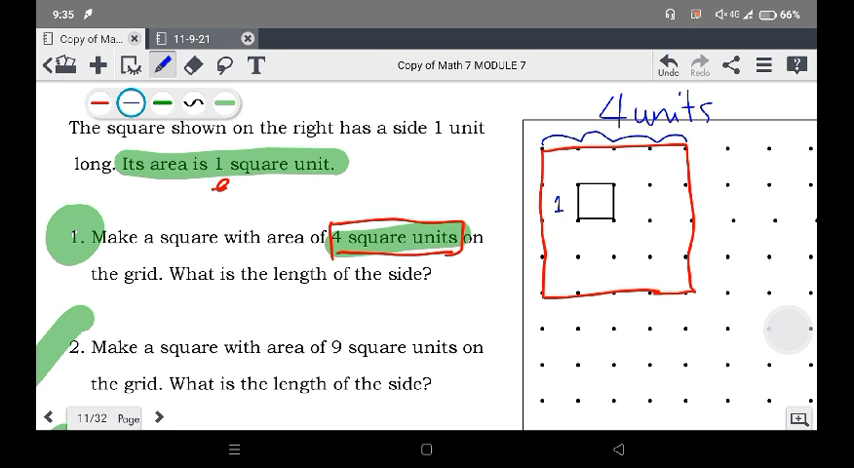 9:35
4G
66%
Copy of Ma...
11-9-21
Copy of Math 7 MODULE 7
Undo
Redo
T
4 units
The square shown on the right has a side 1 unit
long. Its area is 1 square unit.
1
1. Make a square with area of 4 square units on
the grid. What is the length of the side?
2. Make a square with area of 9 square units on
the grid. What is the length of the side?
11/32 Page